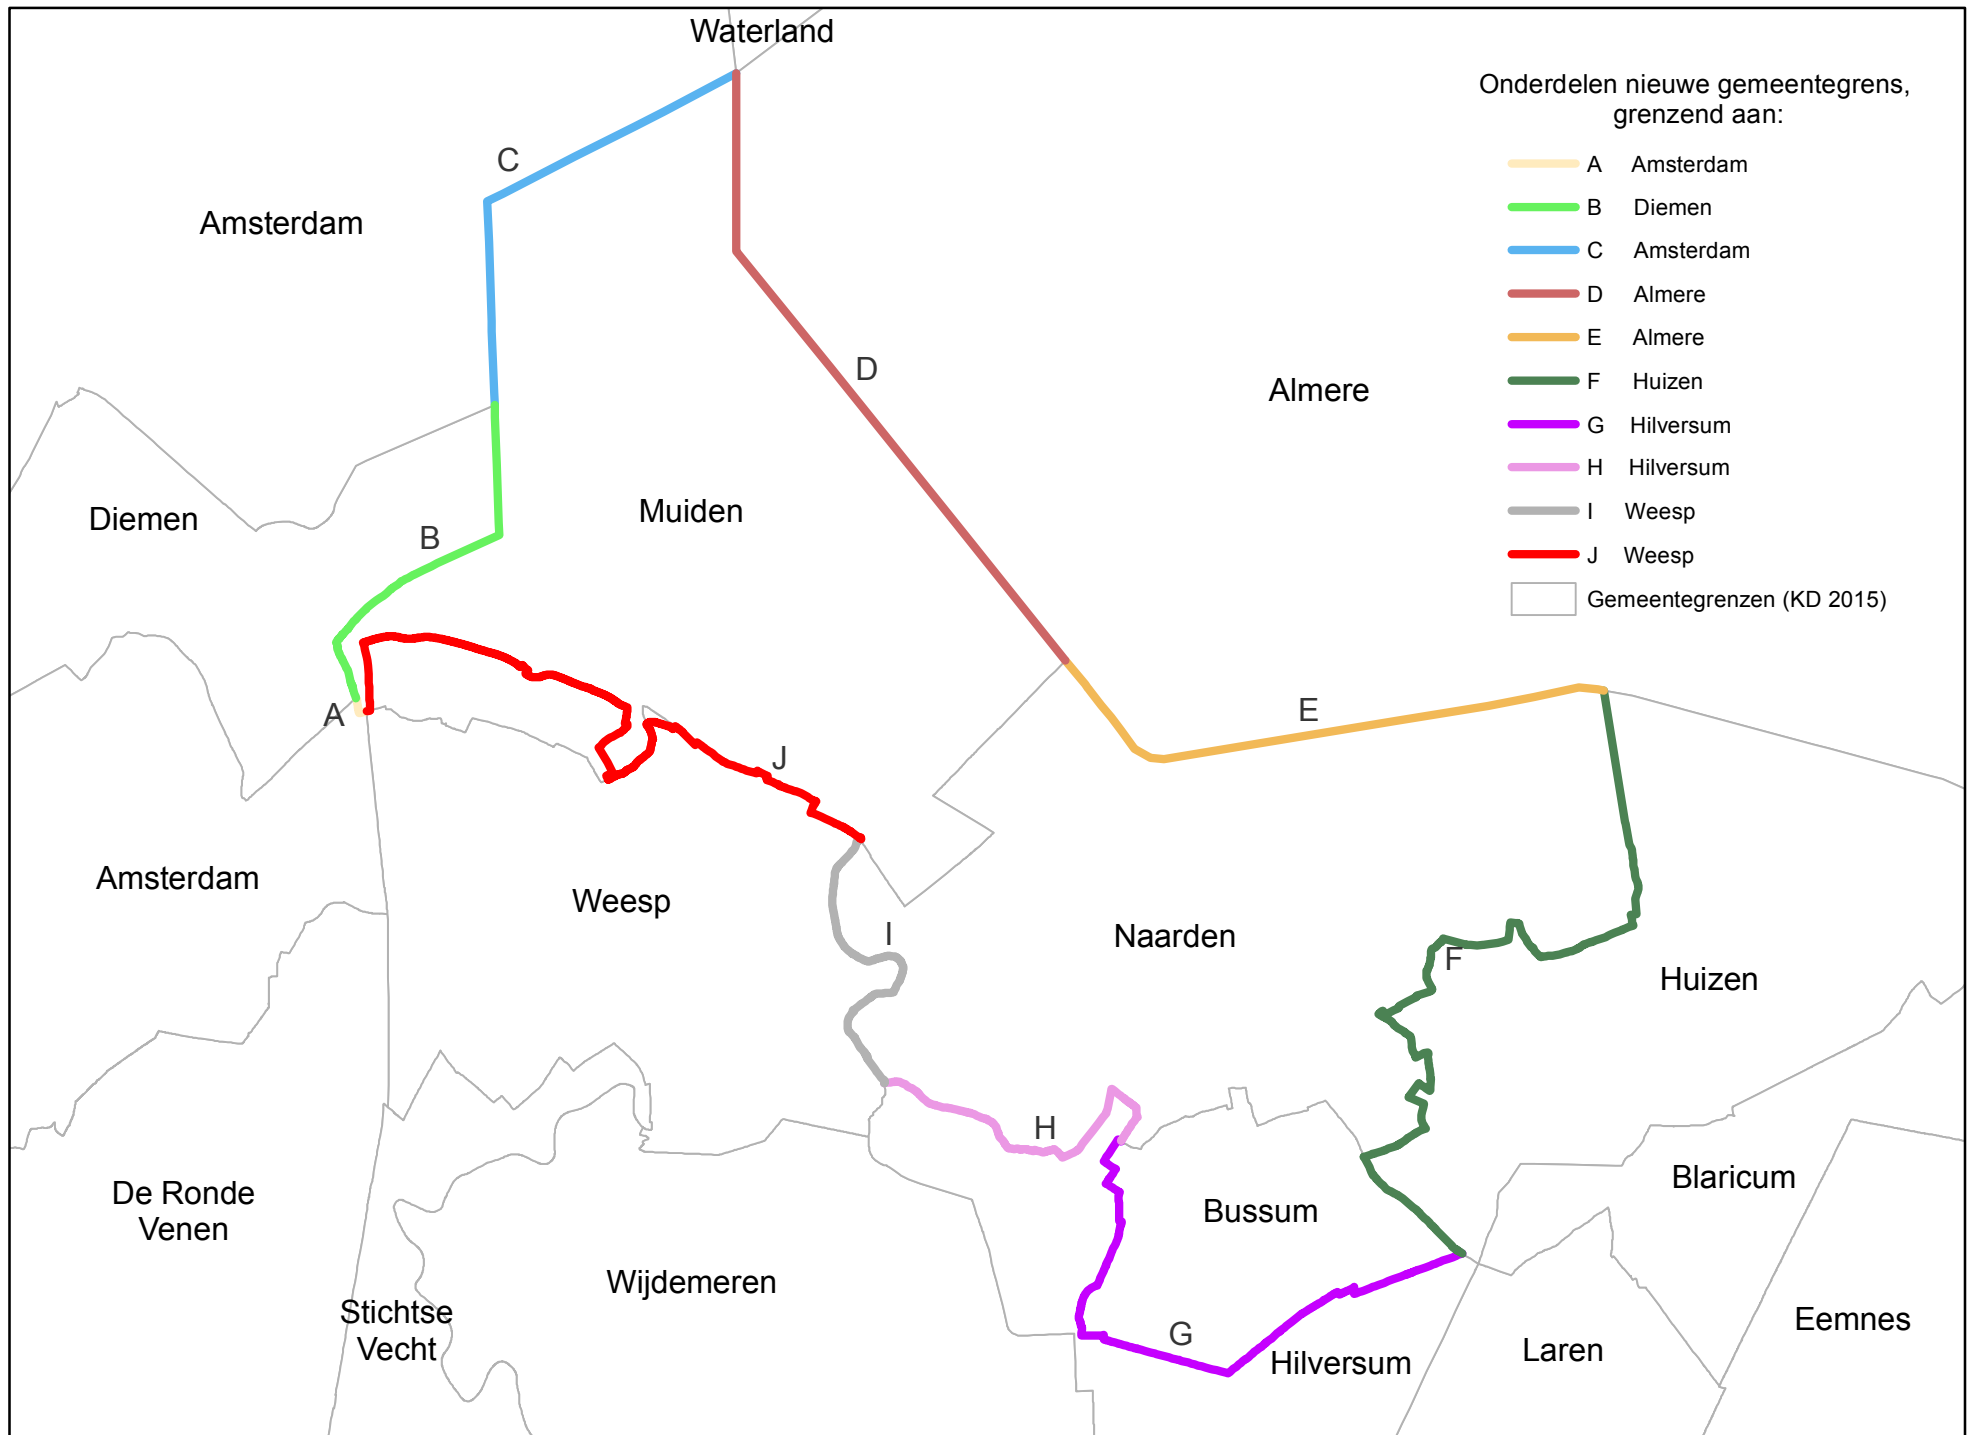 Waterland
Onderdelen nieuwe gemeentegrens,
grenzend aan:
A Amsterdam
B Diemen
C Amsterdam
D Almere
E Almere
F Huizen
G Hilversum
H Hilversum
I Weesp
J Weesp
Gemeentegrenzen (KD 2015)
C
Amsterdam
D
Almere
Diemen
Muiden
B
A
E
J
Amsterdam
Weesp
I
Naarden
F
Huizen
H
De Ronde
Venen
Bussum
Blaricum
Wijdemeren
Stichtse
Vecht
G
Hilversum
Laren
Eemnes